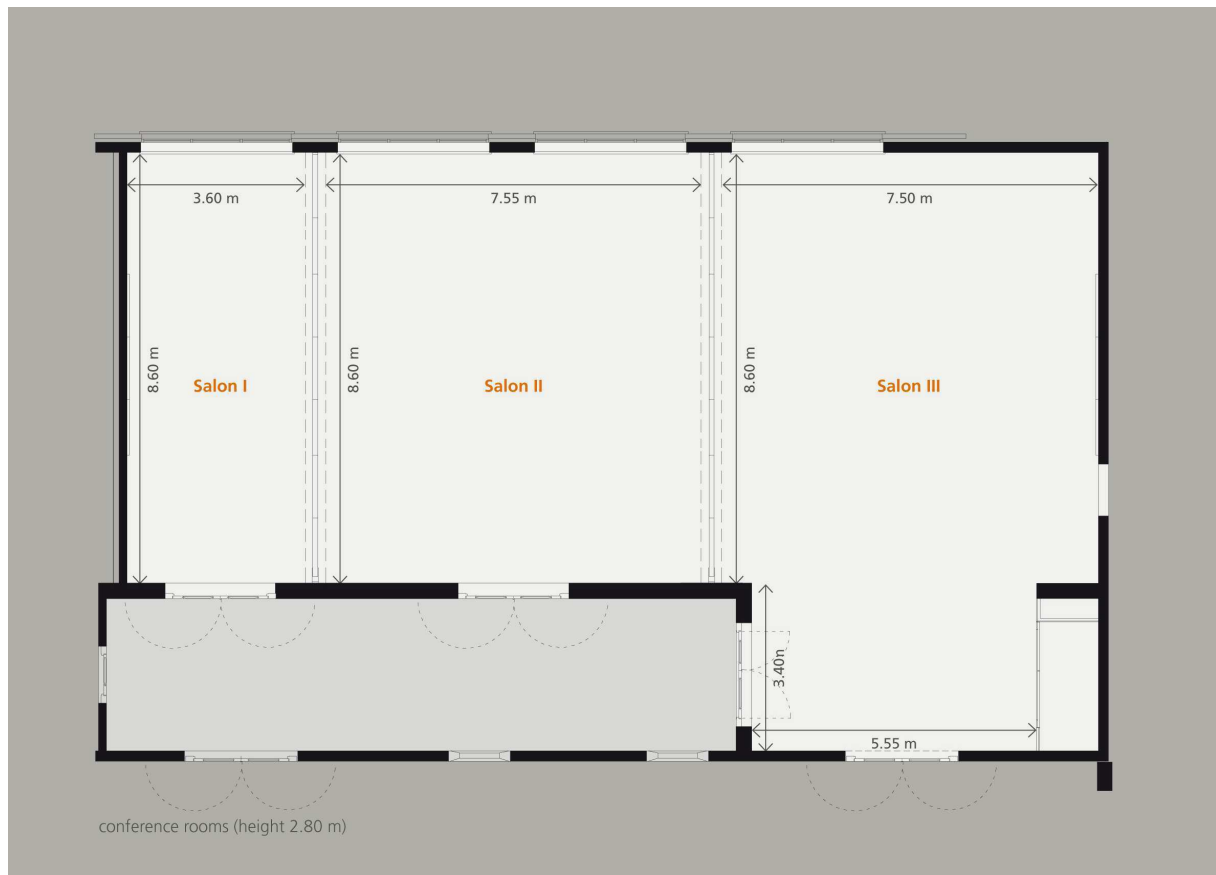 3.60 m
7.55 m
7.50 m
8.60 m
8.60 m
8.60 m
Salon I
Salon II
Salon III
3.40n
5.55 m
conference rooms (height 2.80 m)